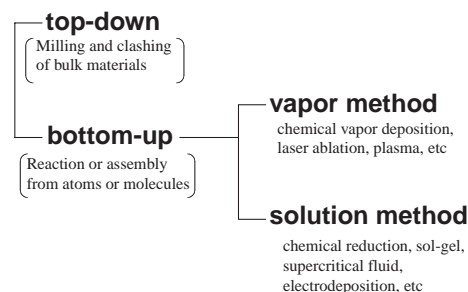 top-down
Milling and clashing
of bulk materials
bottom-up
Reaction or assembly
from atoms or molecules
vapor method
chemical vapor deposition,
laser ablation, plasma, etc
solution method
chemical reduction, sol-gel,
supercritical fluid,
electrodeposition, etc